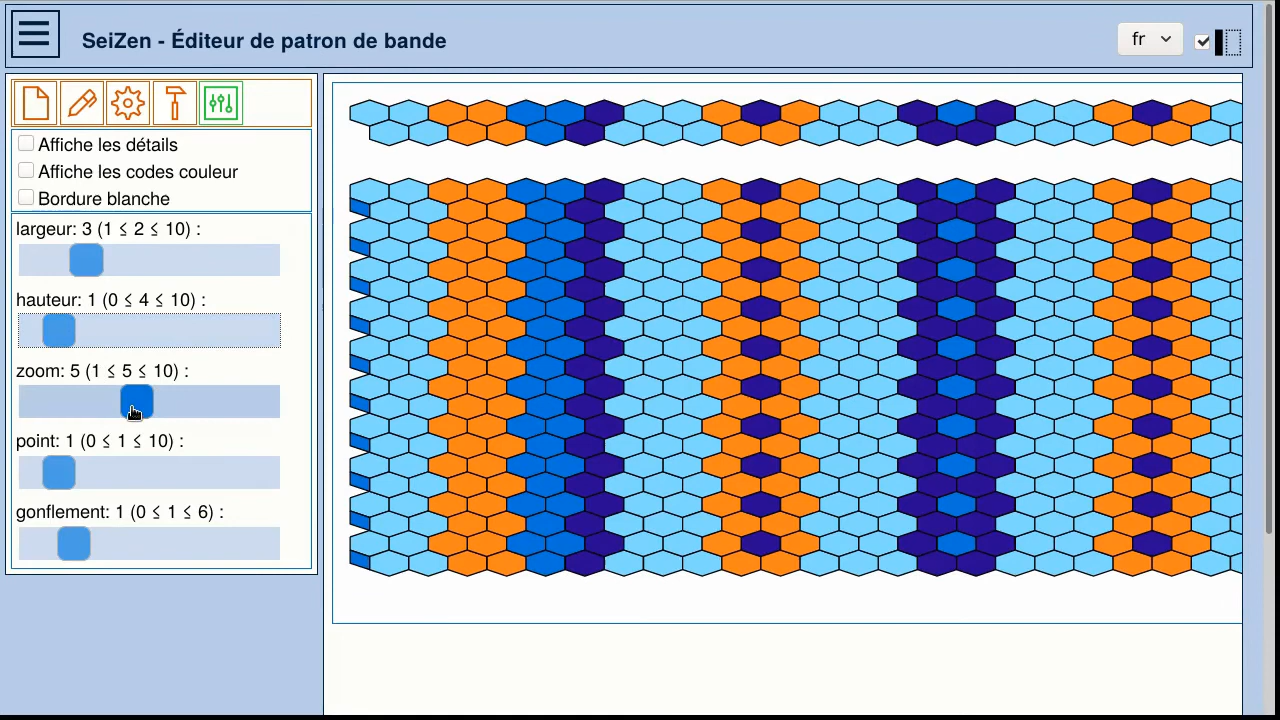 SeiZen - Éditeur de patron de bande
fr
Affiche les détails
Affiche les codes couleur
Bordure blanche
largeur: 3 (1 ≤ 2 ≤ 10) :
hauteur: 1 (0 ≤ 4 ≤ 10) :
zoom: 5 (1 ≤ 5 ≤ 10) :
point: 1 (0 ≤ 1 ≤ 10) :
gonflement: 1 (0 ≤ 1 ≤ 6) :